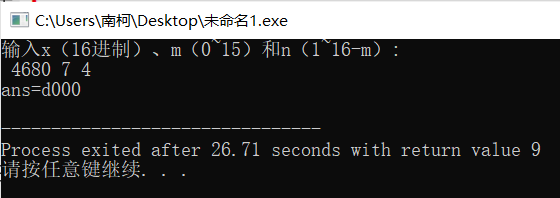 C:\Users\南柯\Desktop\未命名1.exe
输入x（16进制）、m（0~15）和n（1~16-m）：
4680 7 4
ans=d000
--------------------------------
Process exited after 26.71 seconds with return value 9
请按任意键继续. . .